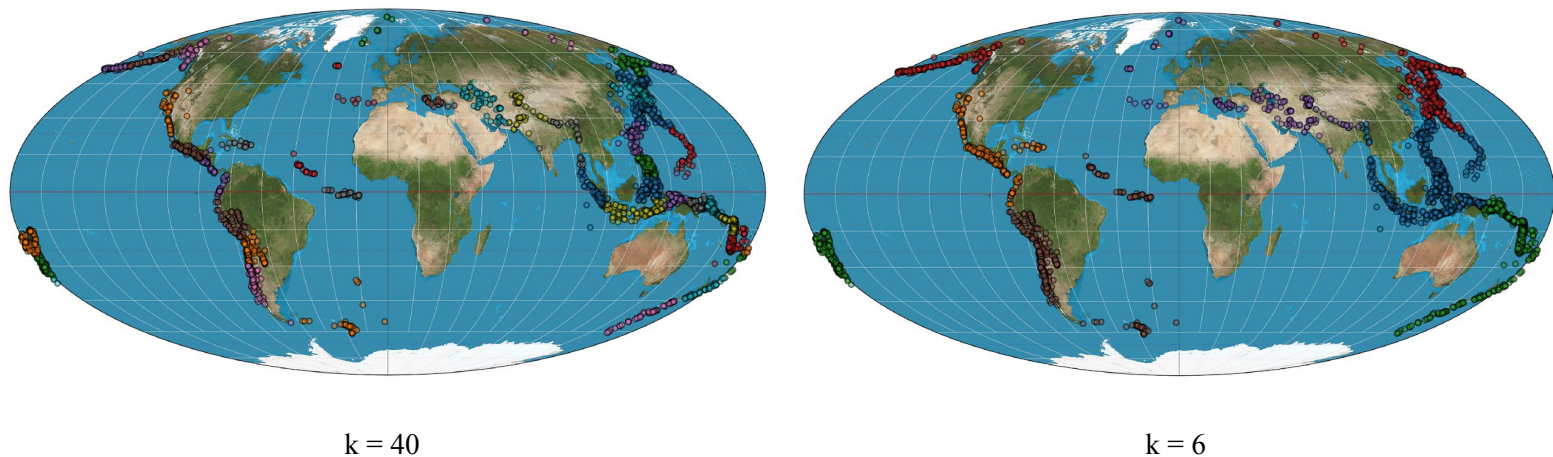 k = 40
k = 6